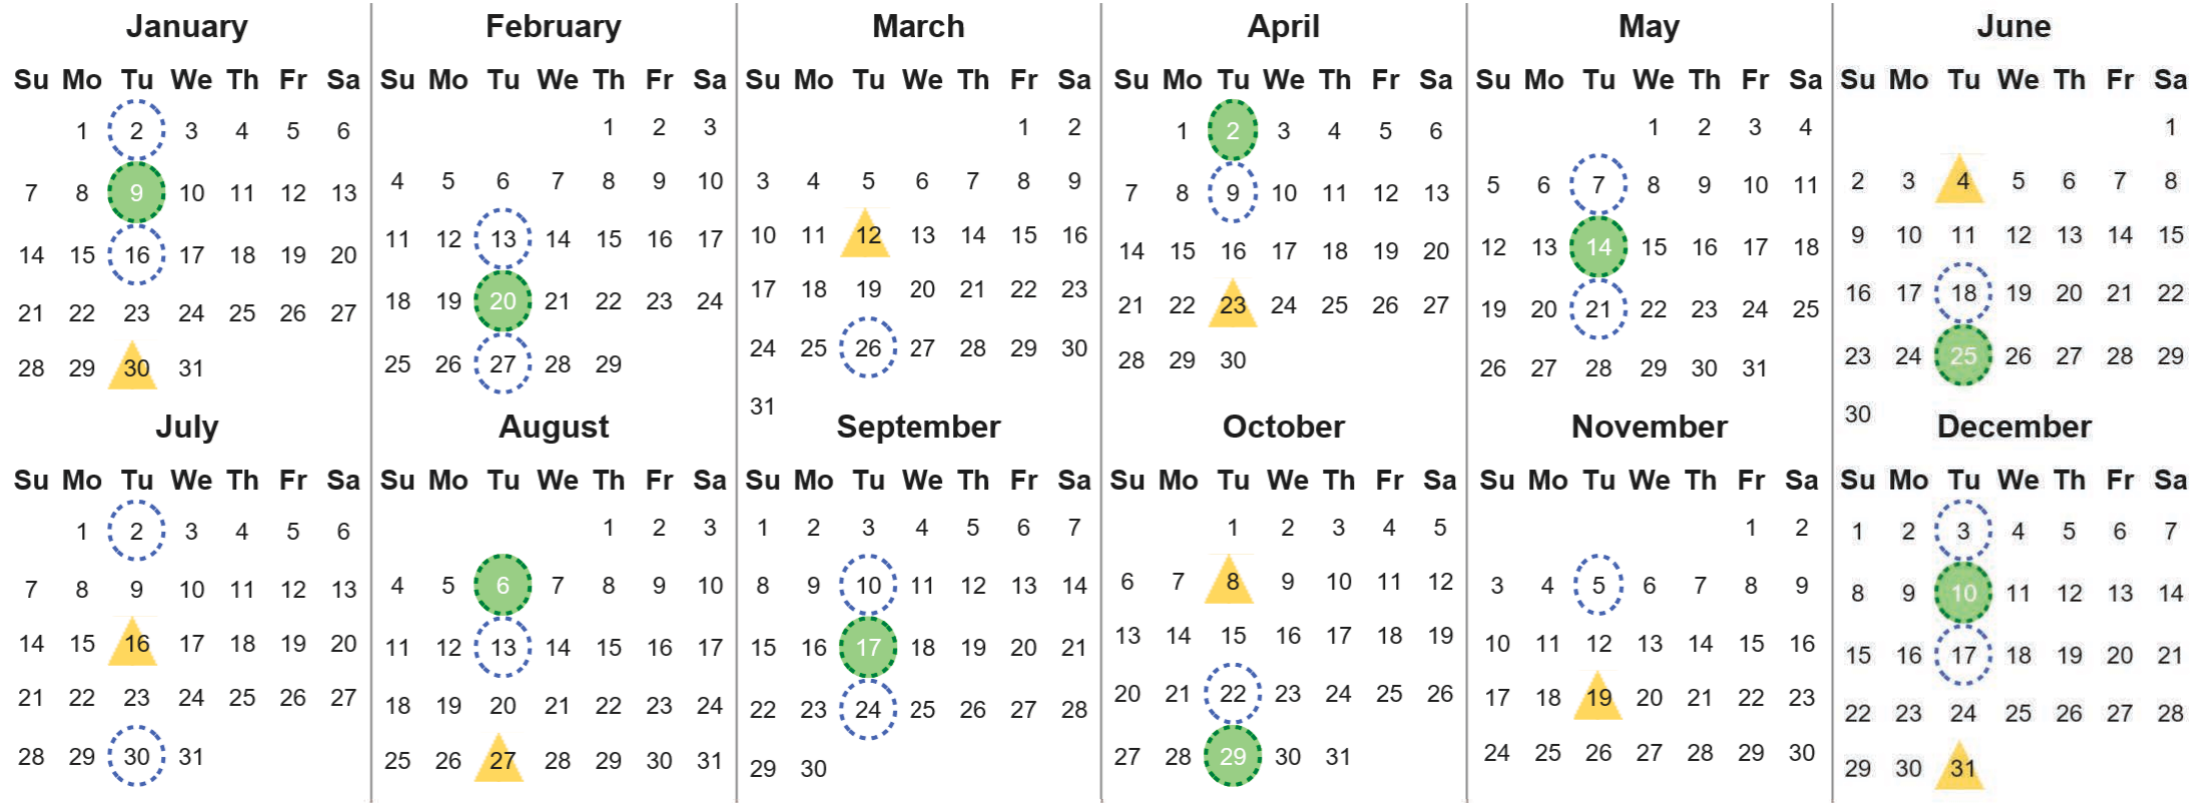 January
Su Mo Tu We Th Fr Sa
1 2 3 4 5 6
7 8 9 10 11 12 13
14 15 16 17 18 19 20
21 22 23 24 25 26 27
28 29 30 31
February
Su Mo Tu We Th Fr Sa
1 2 3
4 5 6 7 8 9 10
11 12 13 14 15 16 17
18 19 20 21 22 23 24
25 26 27 28 29
March
Su Mo Tu We Th Fr Sa
1 2
3 4 5 6 7 8 9
10 11 12 13 14 15 16
17 18 19 20 21 22 23
24 25 26 27 28 29 30
31
April
Su Mo Tu We Th Fr Sa
1 2 3 4 5 6
7 8 9 10 11 12 13
14 15 16 17 18 19 20
21 22 23 24 25 26 27
28 29 30
May
Su Mo Tu We Th Fr Sa
1 2 3 4
5 6 7 8 9 10 11
12 13 14 15 16 17 18
19 20 21 22 23 24 25
26 27 28 29 30 31
June
Su Mo Tu We Th Fr Sa
1
2 3 4 5 6 7 8
9 10 11 12 13 14 15
16 17 18 19 20 21 22
23 24 25 26 27 28 29
30
July
Su Mo Tu We Th Fr Sa
1 2 3 4 5 6
7 8 9 10 11 12 13
14 15 16 17 18 19 20
21 22 23 24 25 26 27
28 29 30 31
August
Su Mo Tu We Th Fr Sa
1 2 3
4 5 6 7 8 9 10
11 12 13 14 15 16 17
18 19 20 21 22 23 24
25 26 27 28 29 30 31
September
Su Mo Tu We Th Fr Sa
1 2 3 4 5 6 7
8 9 10 11 12 13 14
15 16 17 18 19 20 21
22 23 24 25 26 27 28
29 30
October
Su Mo Tu We Th Fr Sa
1 2 3 4 5
6 7 8 9 10 11 12
13 14 15 16 17 18 19
20 21 22 23 24 25 26
27 28 29 30 31
November
Su Mo Tu We Th Fr Sa
1 2
3 4 5 6 7 8 9
10 11 12 13 14 15 16
17 18 19 20 21 22 23
24 25 26 27 28 29 30
December
Su Mo Tu We Th Fr Sa
1 2 3 4 5 6 7
8 9 10 11 12 13 14
15 16 17 18 19 20 21
22 23 24 25 26 27 28
29 30 31